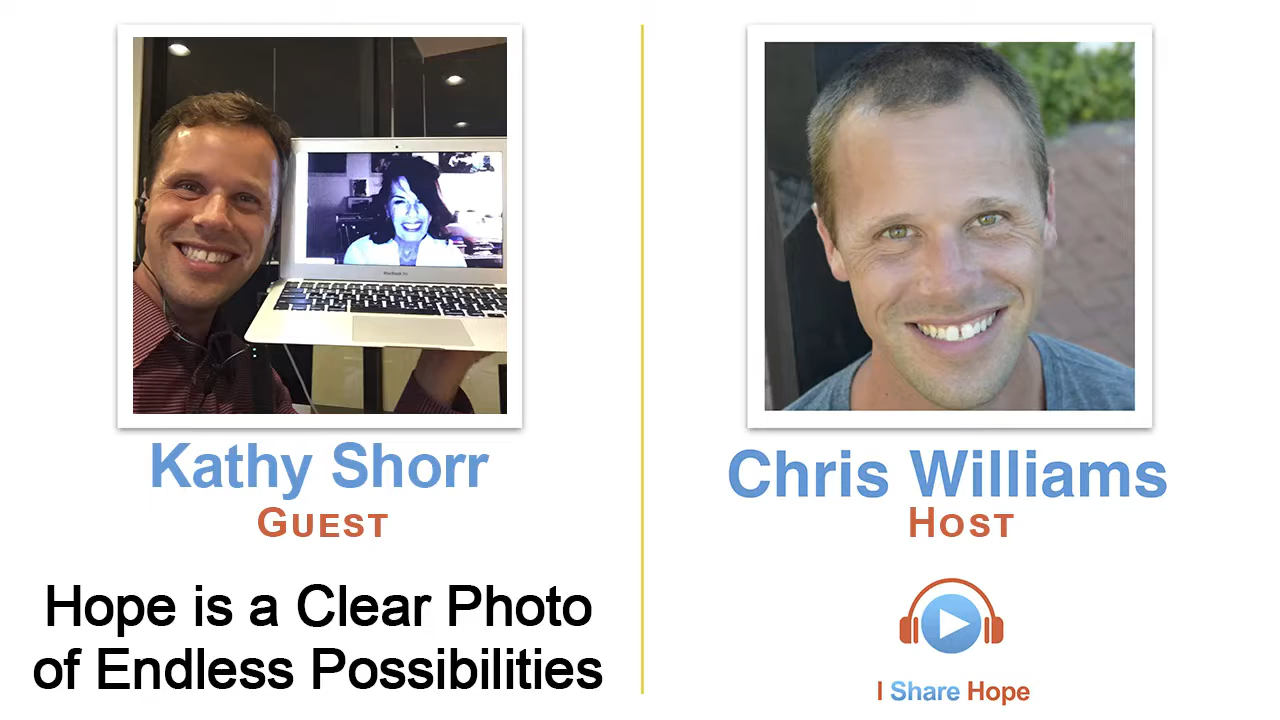 Kathy Shorr
Guest
Hope is a Clear Photo
of Endless Possibilities
Chris Williams
Host
I Share Hope